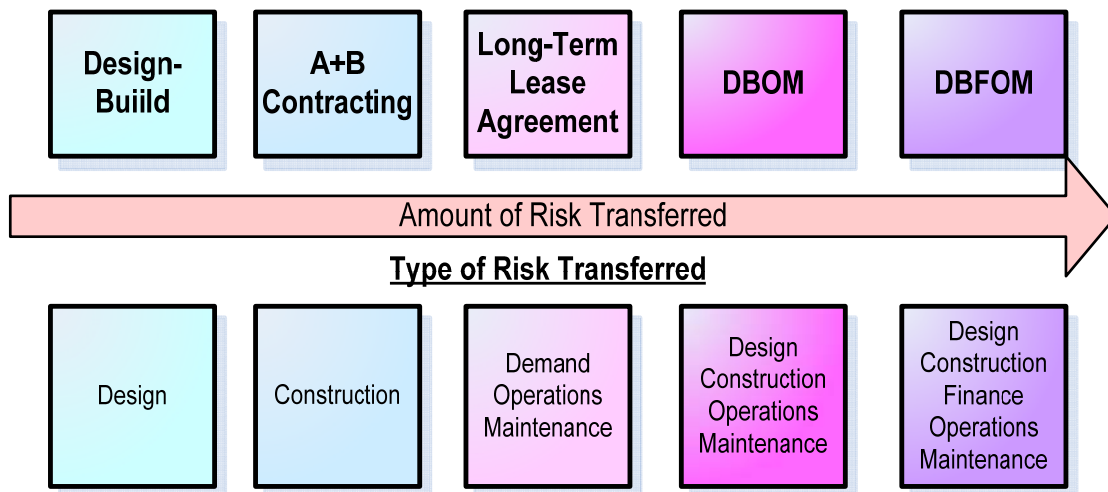 Design-
Buiild
A+B
Contracting
Long-Term
Lease
Agreement
DBOM
DBFOM
Amount of Risk Transferred
Type of Risk Transferred
Design
Construction
Demand
Operations
Maintenance
Design
Construction
Operations
Maintenance
Design
Construction
Finance
Operations
Maintenance